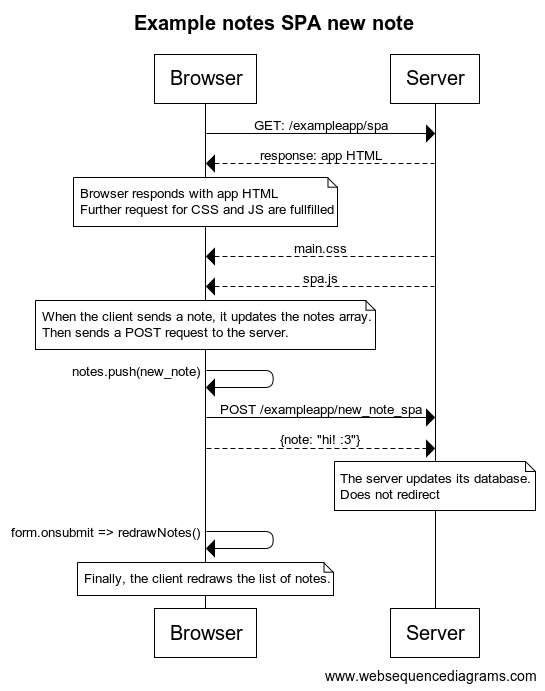 Example notes SPA new note
Browser
Server
GET: /exampleapp/spa
response: app HTML
Browser responds with app HTML
Further request for CSS and JS are fullfilled
main.css
spa.js
When the client sends a note, it updates the notes array.
Then sends a POST request to the server.
notes.push(new_note)
POST /exampleapp/new_note_spa
{note: "hi! :3"}
The server updates its database.
Does not redirect
form.onsubmit => redrawNotes()
Finally, the client redraws the list of notes.
Browser
Server
www.websequencediagrams.com